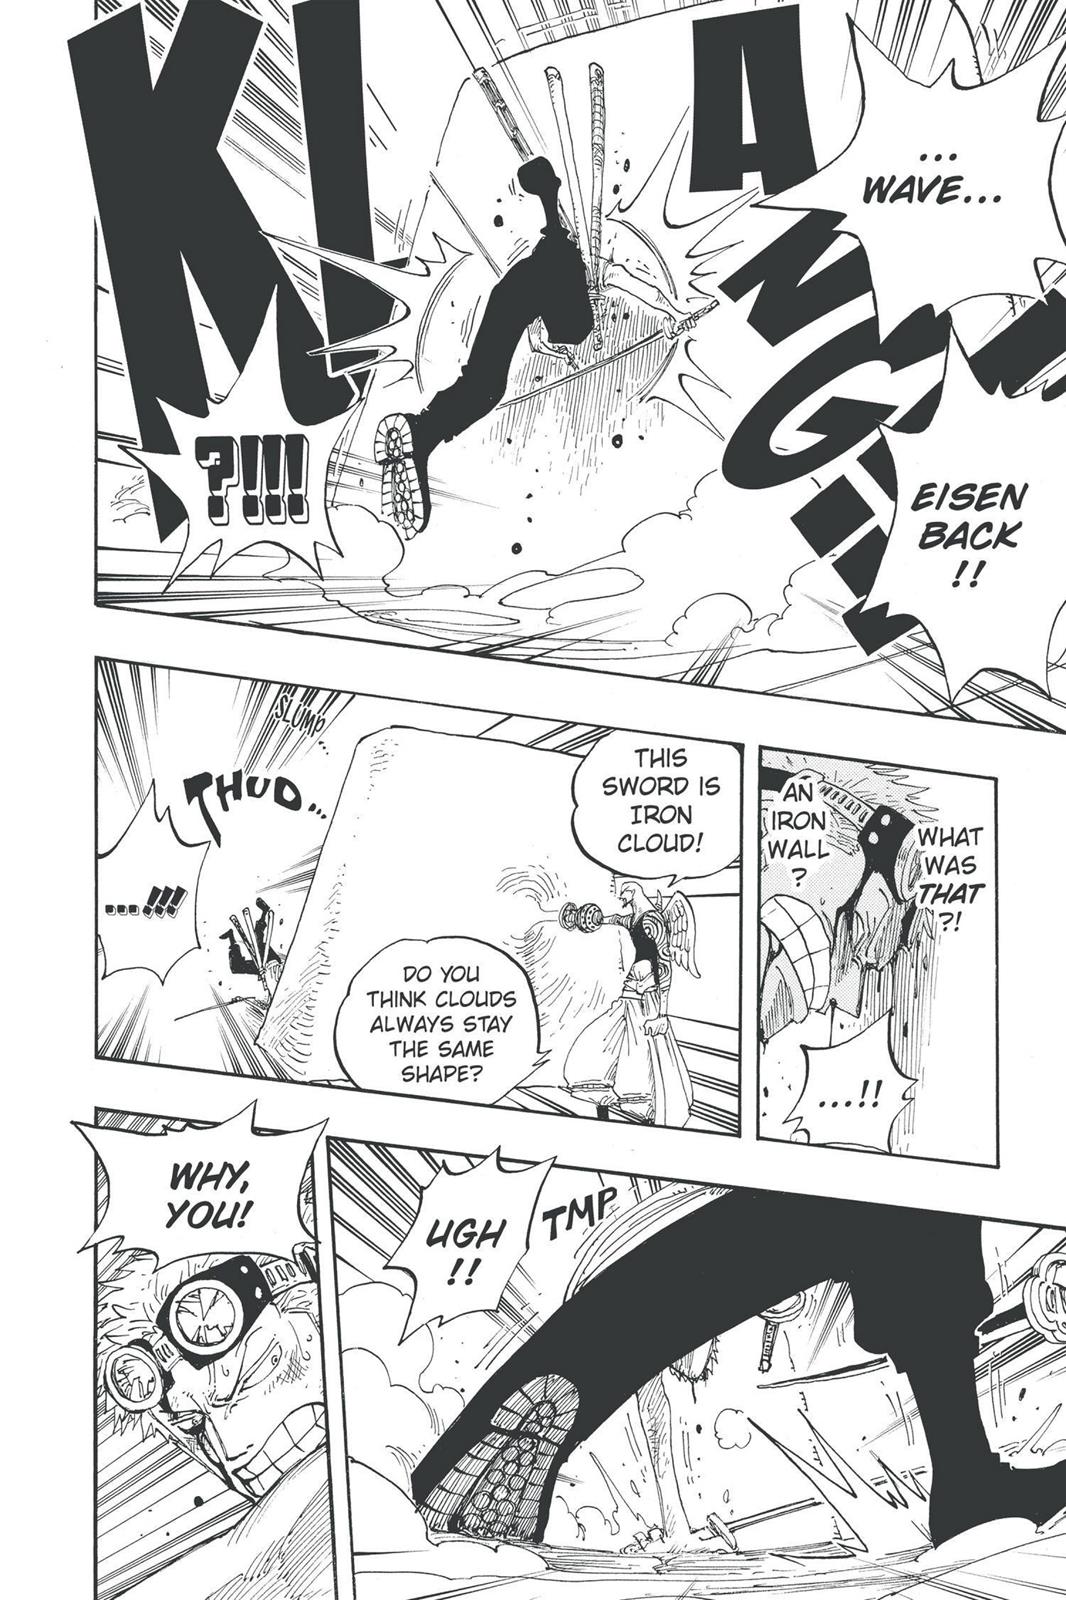 ...
WAVE...
EISEN
BACK
!!
KLANG!!
?!!!
WHAT
WAS
THAT
?!
AN
IRON
WALL
?
...!!
THIS
SWORD IS
IRON
CLOUD!
DO YOU
THINK CLOUDS
ALWAYS STAY
THE SAME
SHAPE?
SLUMP...
THUD...
...!!!
TMP
UGH
!!
WHY,
YOU!